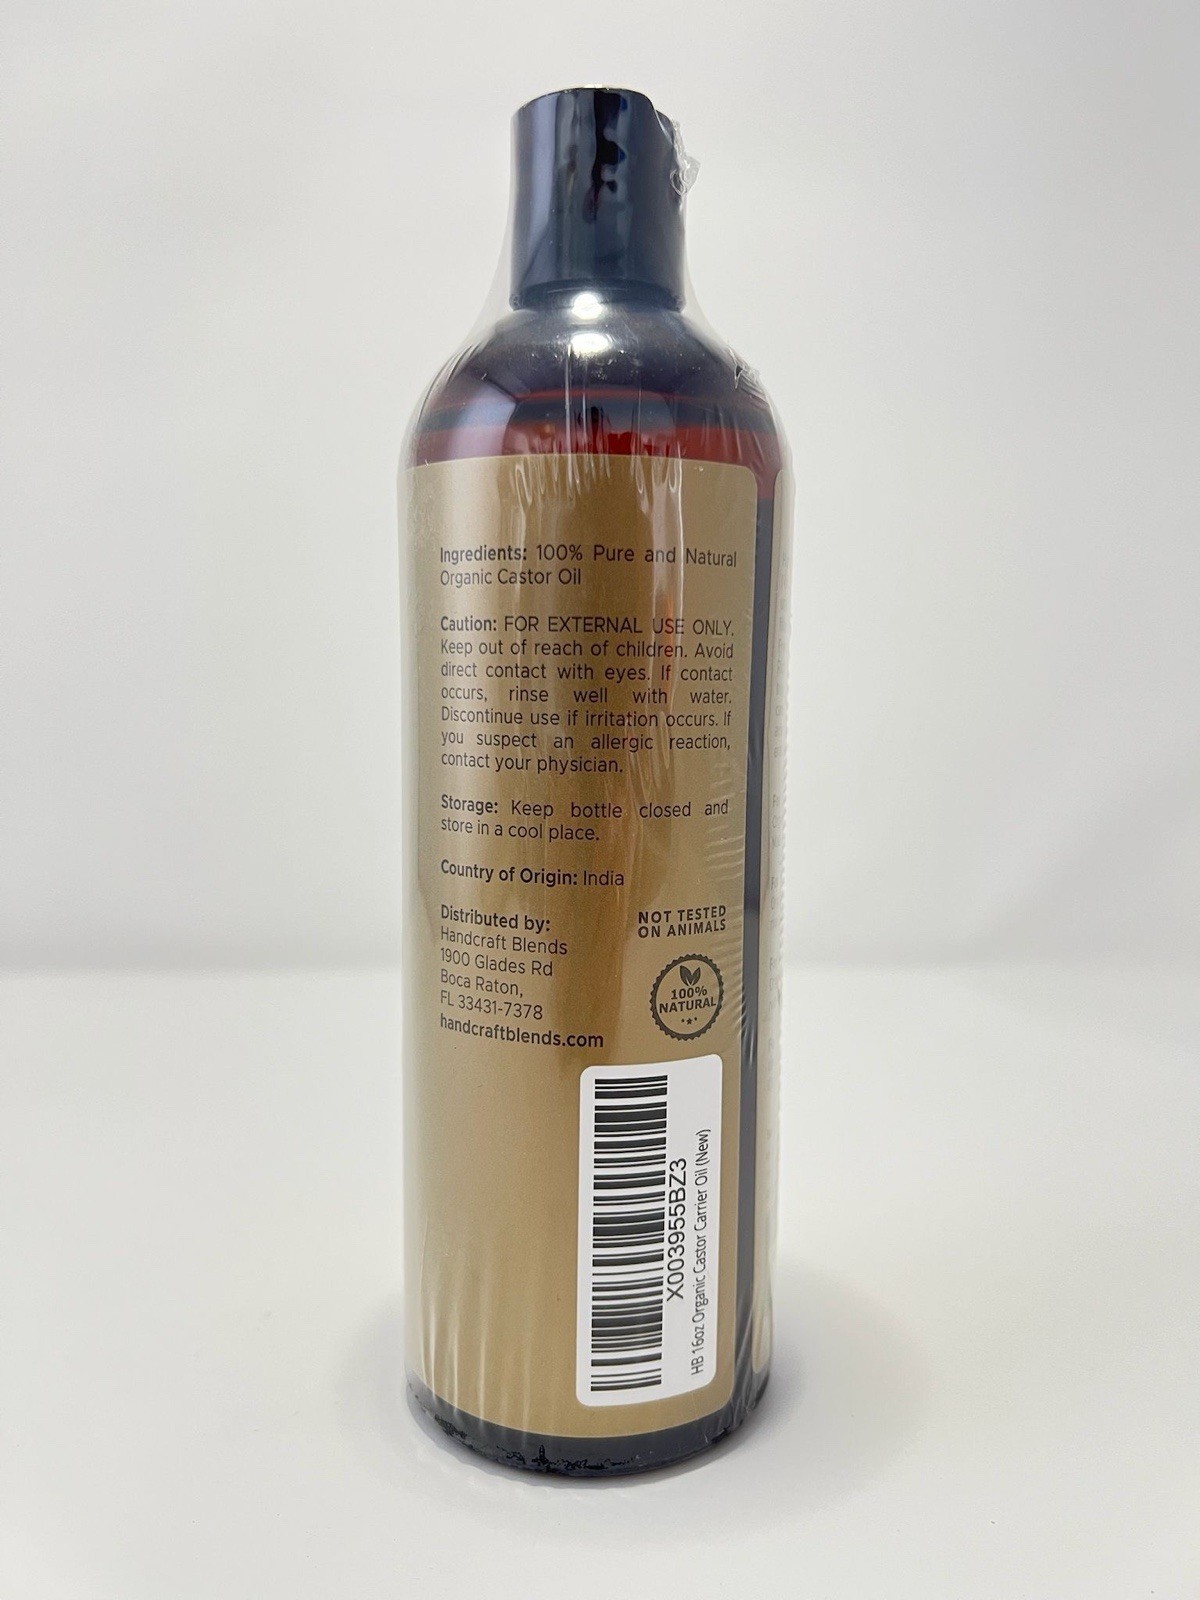 Ingredients: 100% Pure and Natural
Organic Castor Oil
Caution: FOR EXTERNAL USE ONLY.
Keep out of reach of children. Avoid
direct contact with eyes. If contact
occurs, rinse well with water.
Discontinue use if irritation occurs. If
you suspect an allergic reaction,
contact your physician.
Storage: Keep bottle closed and
store in a cool place.
Country of Origin: India
Distributed by:
Handcraft Blends
1900 Glades Rd
Boca Raton,
FL 33431-7378
handcraftblends.com
NOT TESTED
ON ANIMALS
100%
NATURAL
X003955BZ3
HB 16oz Organic Castor Carrier Oil (New)